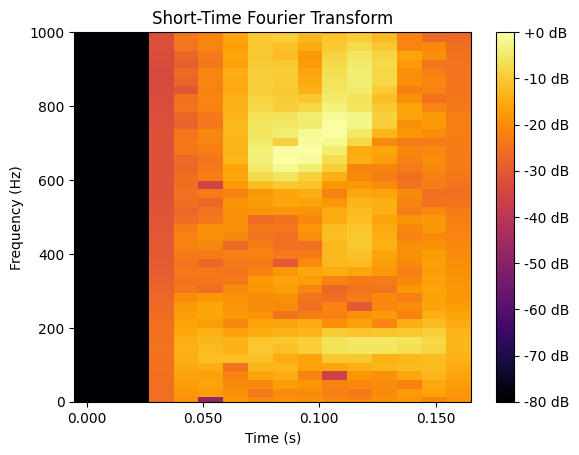 Short-Time Fourier Transform
1000
800
600
400
200
0
Frequency (Hz)
0.000
0.050
0.100
0.150
Time (s)
+0 dB
-10 dB
-20 dB
-30 dB
-40 dB
-50 dB
-60 dB
-70 dB
-80 dB